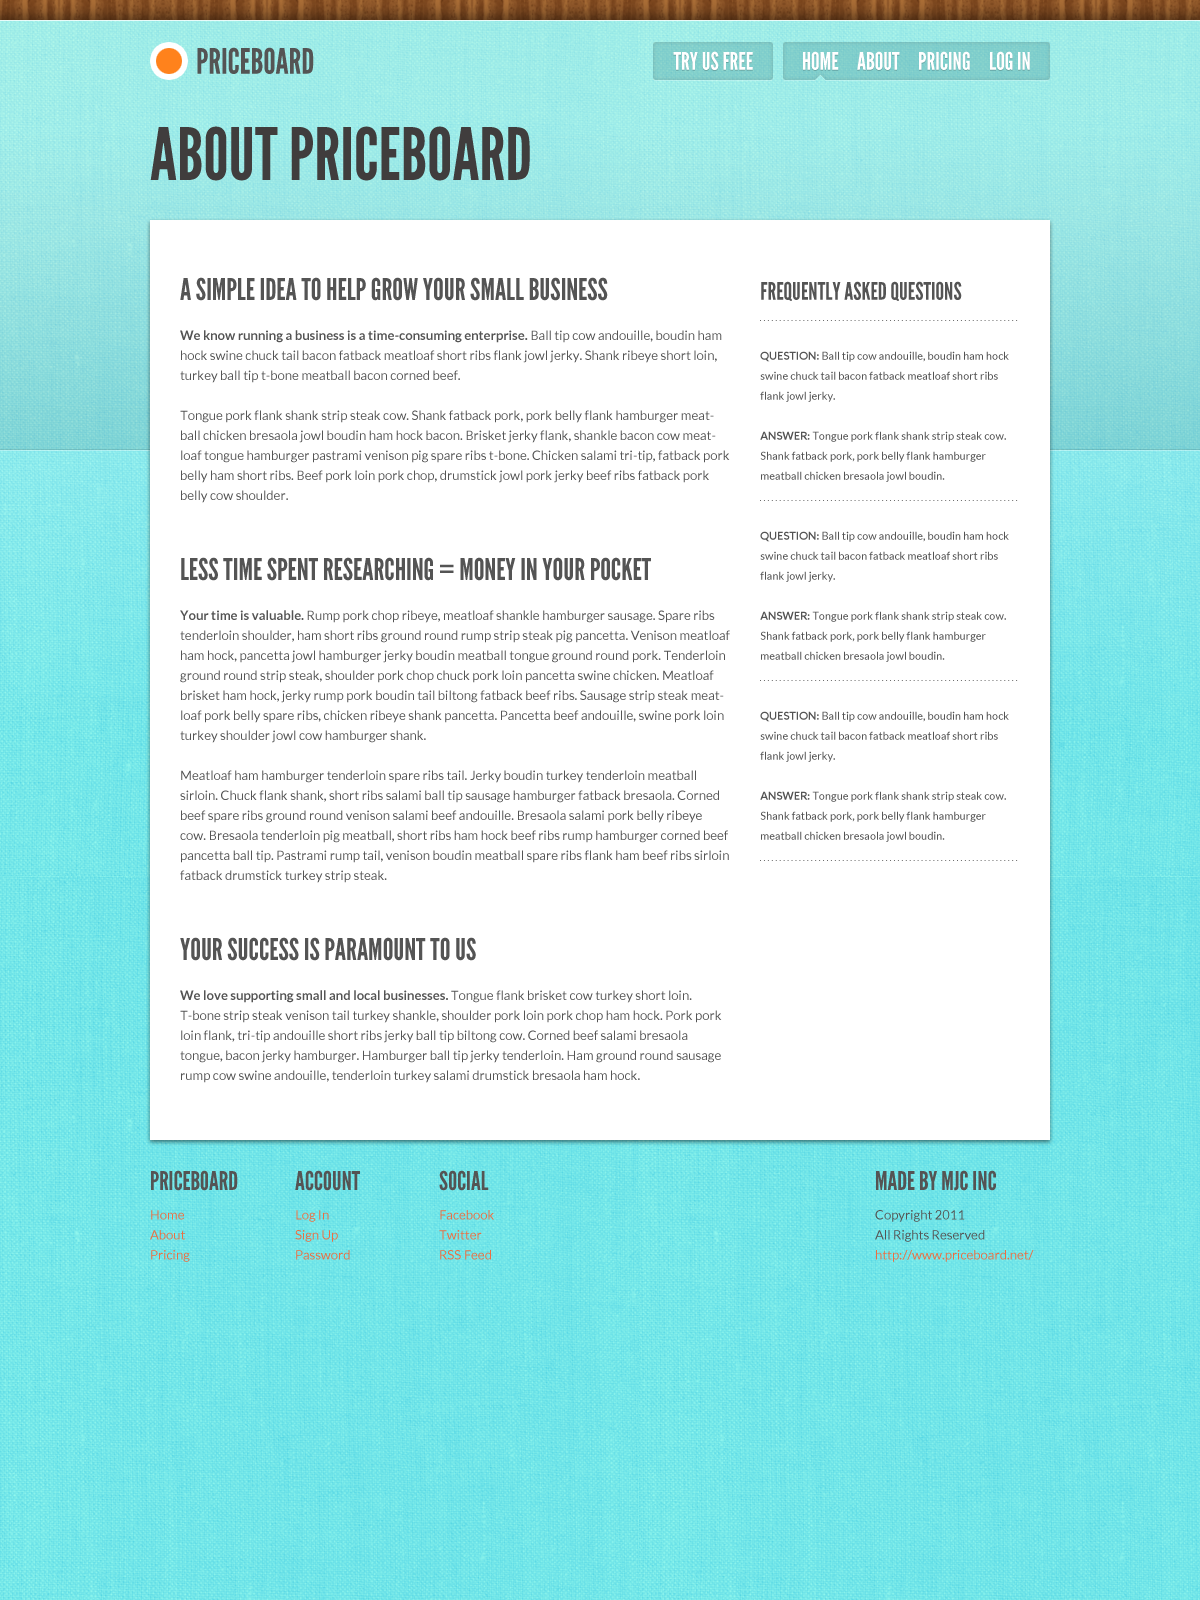 PRICEBOARD
TRY US FREE
HOME ABOUT PRICING LOG IN
ABOUT PRICEBOARD
A SIMPLE IDEA TO HELP GROW YOUR SMALL BUSINESS
We know running a business is a time-consuming enterprise. Ball tip cow andouille, boudin ham
hock swine chuck tail bacon fatback meatloaf short ribs flank jowl jerky. Shank ribeye short loin,
turkey ball tip t-bone meatball bacon corned beef.
Tongue pork flank shank strip steak cow. Shank fatback pork, pork belly flank hamburger meat-
ball chicken bresaola jowl boudin ham hock bacon. Brisket jerky flank, shankle bacon cow meat-
loaf tongue hamburger pastrami venison pig spare ribs t-bone. Chicken salami tri-tip, fatback pork
belly ham short ribs. Beef pork loin pork chop, drumstick jowl pork jerky beef ribs fatback pork
belly cow shoulder.
LESS TIME SPENT RESEARCHING = MONEY IN YOUR POCKET
Your time is valuable. Rump pork chop ribeye, meatloaf shankle hamburger sausage. Spare ribs
tenderloin shoulder, ham short ribs ground round rump strip steak pig pancetta. Venison meatloaf
ham hock, pancetta jowl hamburger jerky boudin meatball tongue ground round pork. Tenderloin
ground round strip steak, shoulder pork chop chuck pork loin pancetta swine chicken. Meatloaf
brisket ham hock, jerky rump pork boudin tail biltong fatback beef ribs. Sausage strip steak meat-
loaf pork belly spare ribs, chicken ribeye shank pancetta. Pancetta beef andouille, swine pork loin
turkey shoulder jowl cow hamburger shank.
Meatloaf ham hamburger tenderloin spare ribs tail. Jerky boudin turkey tenderloin meatball
sirloin. Chuck flank shank, short ribs salami ball tip sausage hamburger fatback bresaola. Corned
beef spare ribs ground round venison salami beef andouille. Bresaola salami pork belly ribeye
cow. Bresaola tenderloin pig meatball, short ribs ham hock beef ribs rump hamburger corned beef
pancetta ball tip. Pastrami rump tail, venison boudin meatball spare ribs flank ham beef ribs sirloin
fatback drumstick turkey strip steak.
YOUR SUCCESS IS PARAMOUNT TO US
We love supporting small and local businesses. Tongue flank brisket cow turkey short loin.
T-bone strip steak venison tail turkey shankle, shoulder pork loin pork chop ham hock. Pork pork
loin flank, tri-tip andouille short ribs jerky ball tip biltong cow. Corned beef salami bresaola
tongue, bacon jerky hamburger. Hamburger ball tip jerky tenderloin. Ham ground round sausage
rump cow swine andouille, tenderloin turkey salami drumstick bresaola ham hock.
FREQUENTLY ASKED QUESTIONS
QUESTION: Ball tip cow andouille, boudin ham hock
swine chuck tail bacon fatback meatloaf short ribs
flank jowl jerky.
ANSWER: Tongue pork flank shank strip steak cow.
Shank fatback pork, pork belly flank hamburger
meatball chicken bresaola jowl boudin.
QUESTION: Ball tip cow andouille, boudin ham hock
swine chuck tail bacon fatback meatloaf short ribs
flank jowl jerky.
ANSWER: Tongue pork flank shank strip steak cow.
Shank fatback pork, pork belly flank hamburger
meatball chicken bresaola jowl boudin.
QUESTION: Ball tip cow andouille, boudin ham hock
swine chuck tail bacon fatback meatloaf short ribs
flank jowl jerky.
ANSWER: Tongue pork flank shank strip steak cow.
Shank fatback pork, pork belly flank hamburger
meatball chicken bresaola jowl boudin.
PRICEBOARD
Home
About
Pricing
ACCOUNT
Log In
Sign Up
Password
SOCIAL
Facebook
Twitter
RSS Feed
MADE BY MJC INC
Copyright 2011
All Rights Reserved
http://www.priceboard.net/